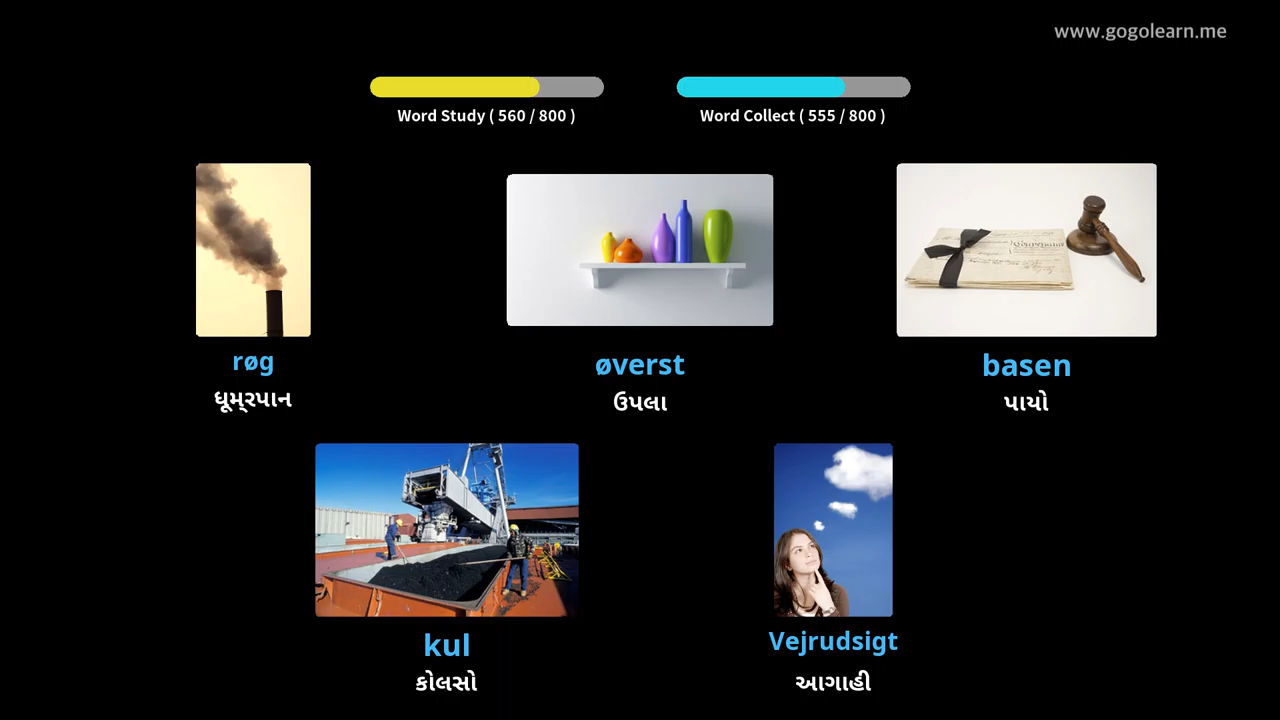 www.gogolearn.me
Word Study ( 560 / 800 )
Word Collect ( 555 / 800 )
røg
øverst
basen
ધૂમ્રપાન
ઉપલા
પાયો
kul
Vejrudsigt
કોલસો
આગાહી